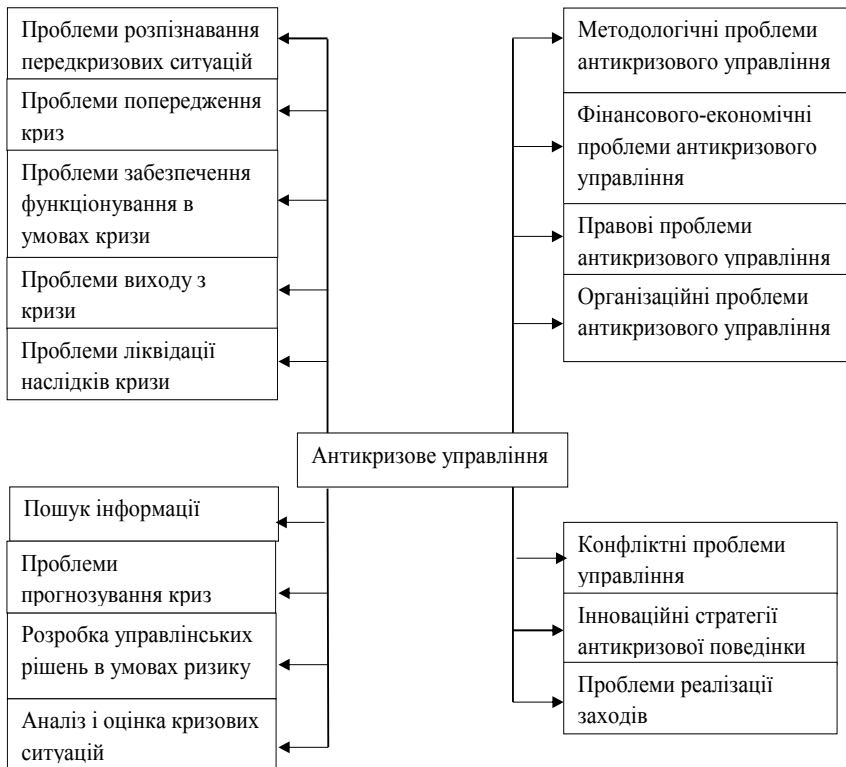 Проблеми розпізнавання
передкризових ситуацій
Проблеми попередження
криз
Проблеми забезпечення
функціонування в
умовах кризи
Проблеми виходу з
кризи
Проблеми ліквідації
наслідків кризи
Методологічні проблеми
антикризового управління
Фінансового-економічні
проблеми антикризового
управління
Правові проблеми
антикризового управління
Організаційні проблеми
антикризового управління
Антикризове управління
Пошук інформації
Проблеми
прогнозування криз
Розробка управлінських
рішень в умовах ризику
Аналіз і оцінка кризових
ситуацій
Конфліктні проблеми
управління
Інноваційні стратегії
антикризової поведінки
Проблеми реалізації
заходів